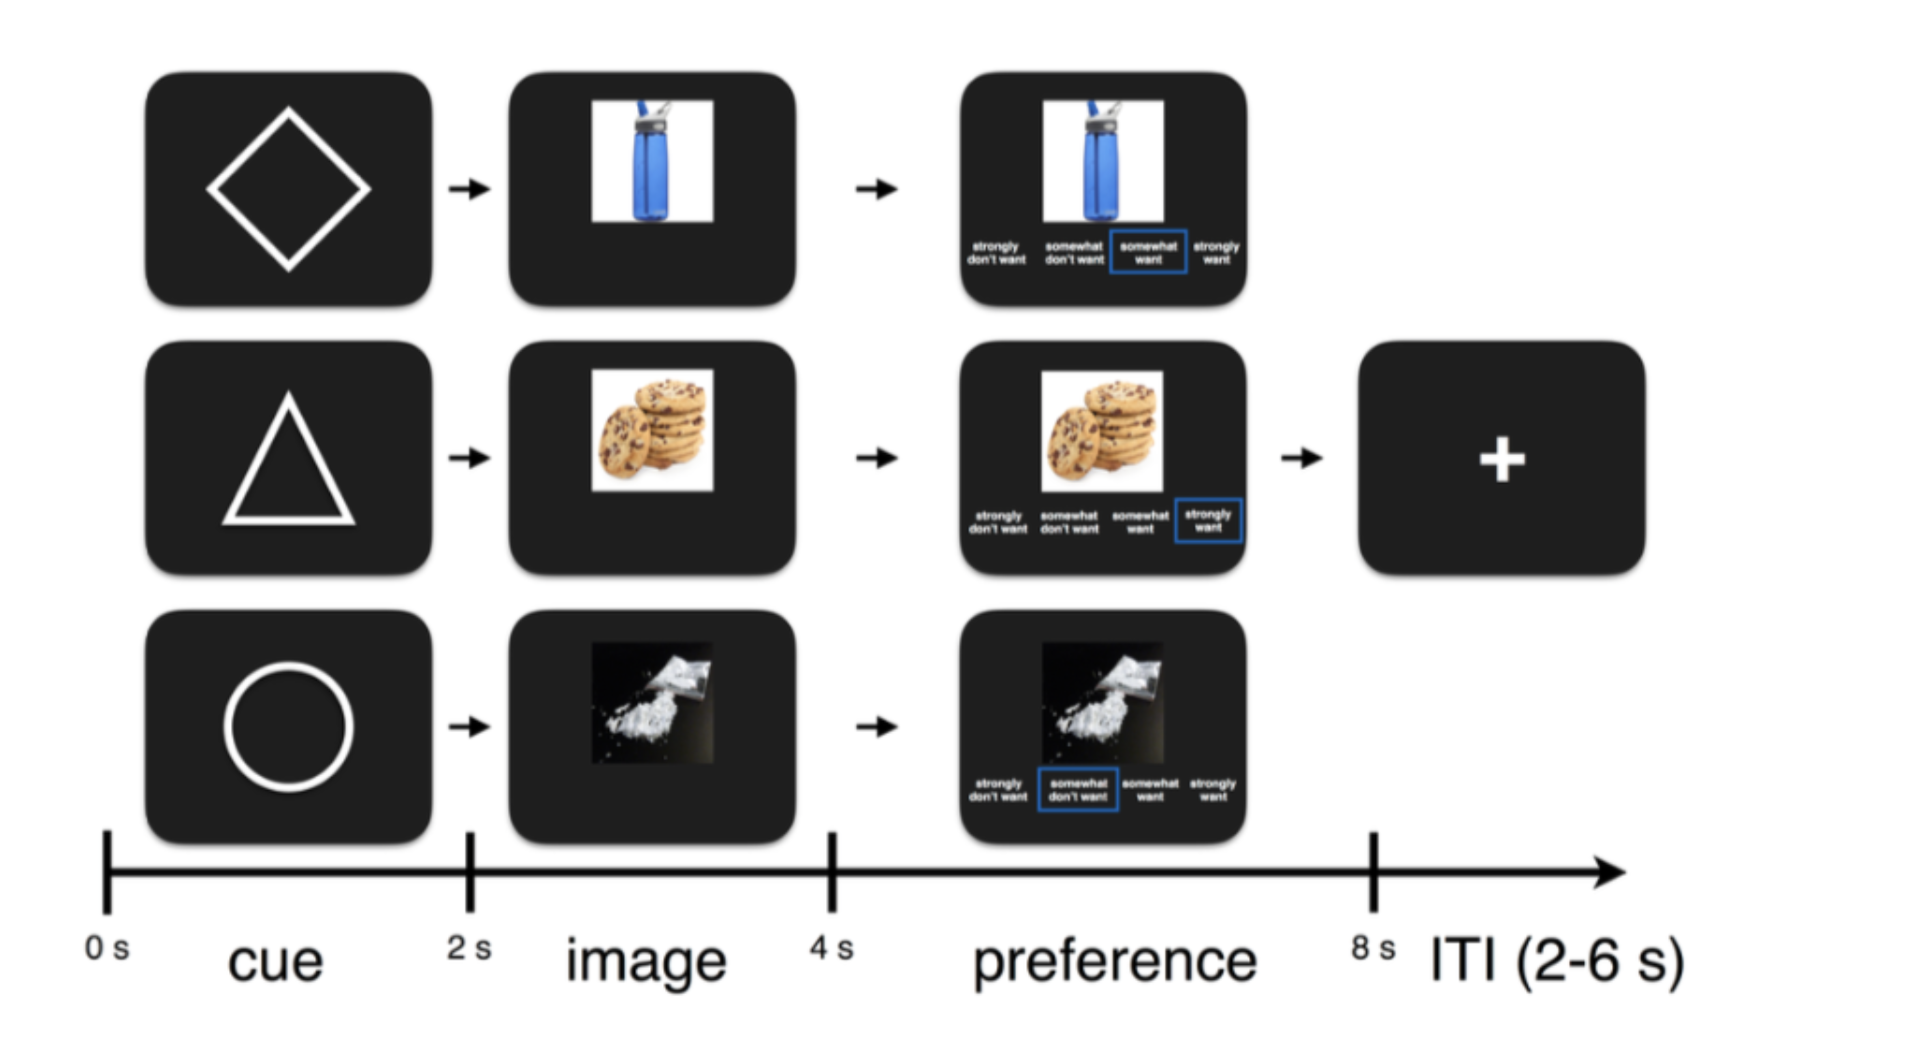 strongly don't want
somewhat don't want
somewhat want
strongly want
strongly don't want
somewhat don't want
somewhat want
strongly want
strongly don't want
somewhat don't want
somewhat want
strongly want
0 s
cue
2 s
image
4 s
preference
8 s
ITI (2-6 s)